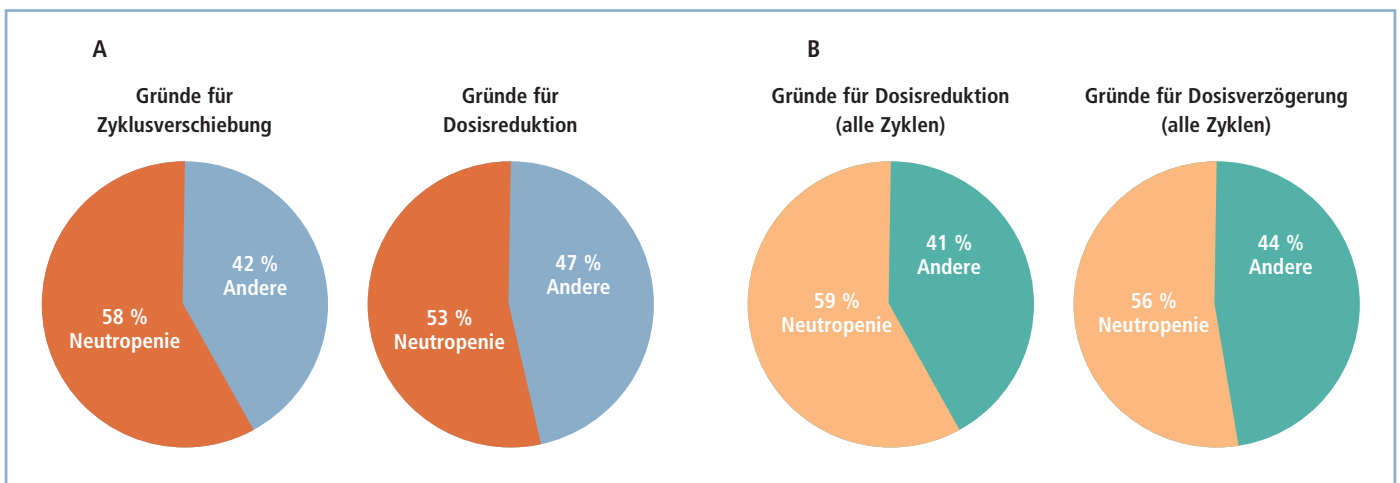 A
Gründe für
Zyklusverschiebung
42 %
Andere
58 %
Neutropenie
Gründe für
Dosisreduktion
47 %
Andere
53 %
Neutropenie
B
Gründe für Dosisreduktion
(alle Zyklen)
41 %
Andere
59 %
Neutropenie
Gründe für Dosisverzögerung
(alle Zyklen)
44 %
Andere
56 %
Neutropenie